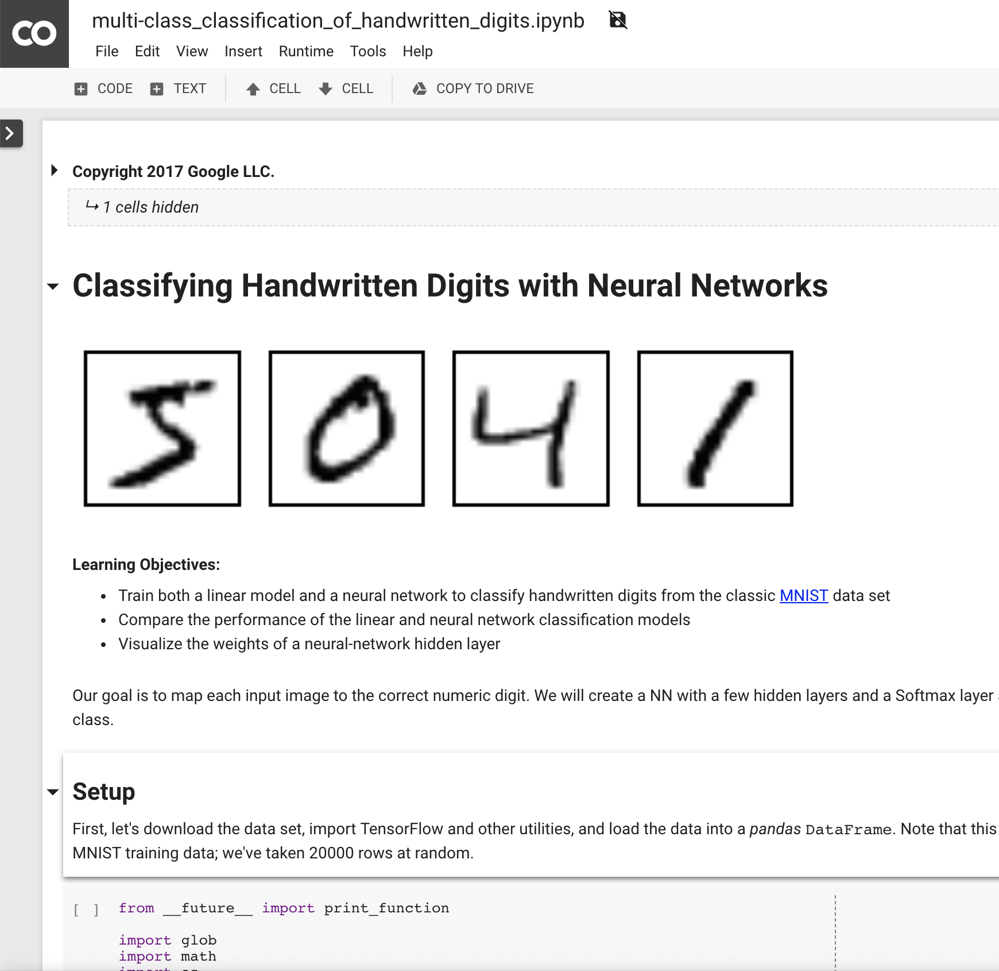 CO
multi-class_classification_of_handwritten_digits.ipynb
File Edit View Insert Runtime Tools Help
CODE TEXT CELL CELL COPY TO DRIVE
Copyright 2017 Google LLC.
1 cells hidden
Classifying Handwritten Digits with Neural Networks
5 0 4 1
Learning Objectives:
• Train both a linear model and a neural network to classify handwritten digits from the classic MNIST data set
• Compare the performance of the linear and neural network classification models
• Visualize the weights of a neural-network hidden layer
Our goal is to map each input image to the correct numeric digit. We will create a NN with a few hidden layers and a Softmax layer
class.
Setup
First, let's download the data set, import TensorFlow and other utilities, and load the data into a pandas DataFrame. Note that this
MNIST training data; we've taken 20000 rows at random.
[ ] from __future__ import print_function
import glob
import math